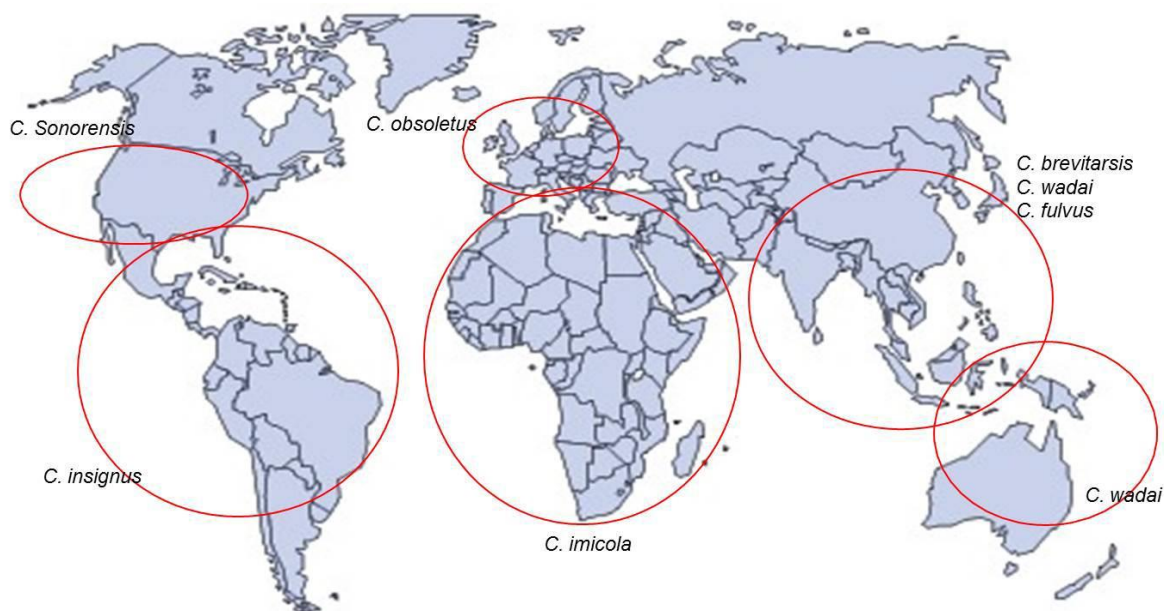 C. Sonorensis
C. obsoletus
C. brevitarsis
C. wadai
C. fulvus
C. insignus
C. wadai
C. imicola